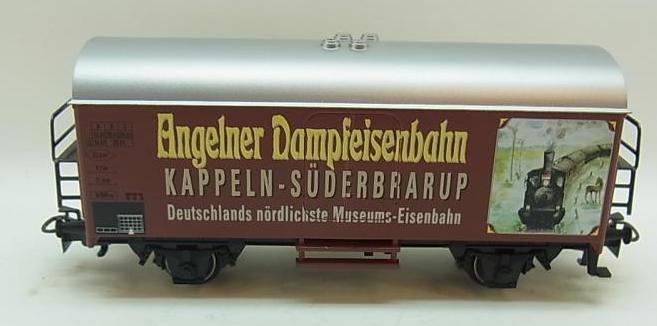 Angelner Dampfeisenbahn
KAPPELN-SÜDERBRARUP
Deutschlands nördlichste Museums-Eisenbahn